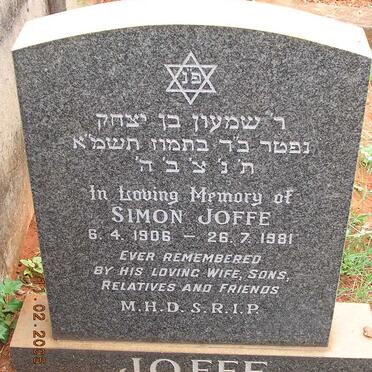 פ״נ
ר׳ שמעון בן יצחק
נפטר כ״ד בתמוז תשמ״א
ת׳ נ׳ צ׳ ב׳ ה׳
In Loving Memory of
SIMON JOFFE
6. 4. 1906 — 26. 7. 1981
EVER REMEMBERED
BY HIS LOVING WIFE, SONS,
RELATIVES AND FRIENDS
M.H.D.S.R.I.P.
JOFFE